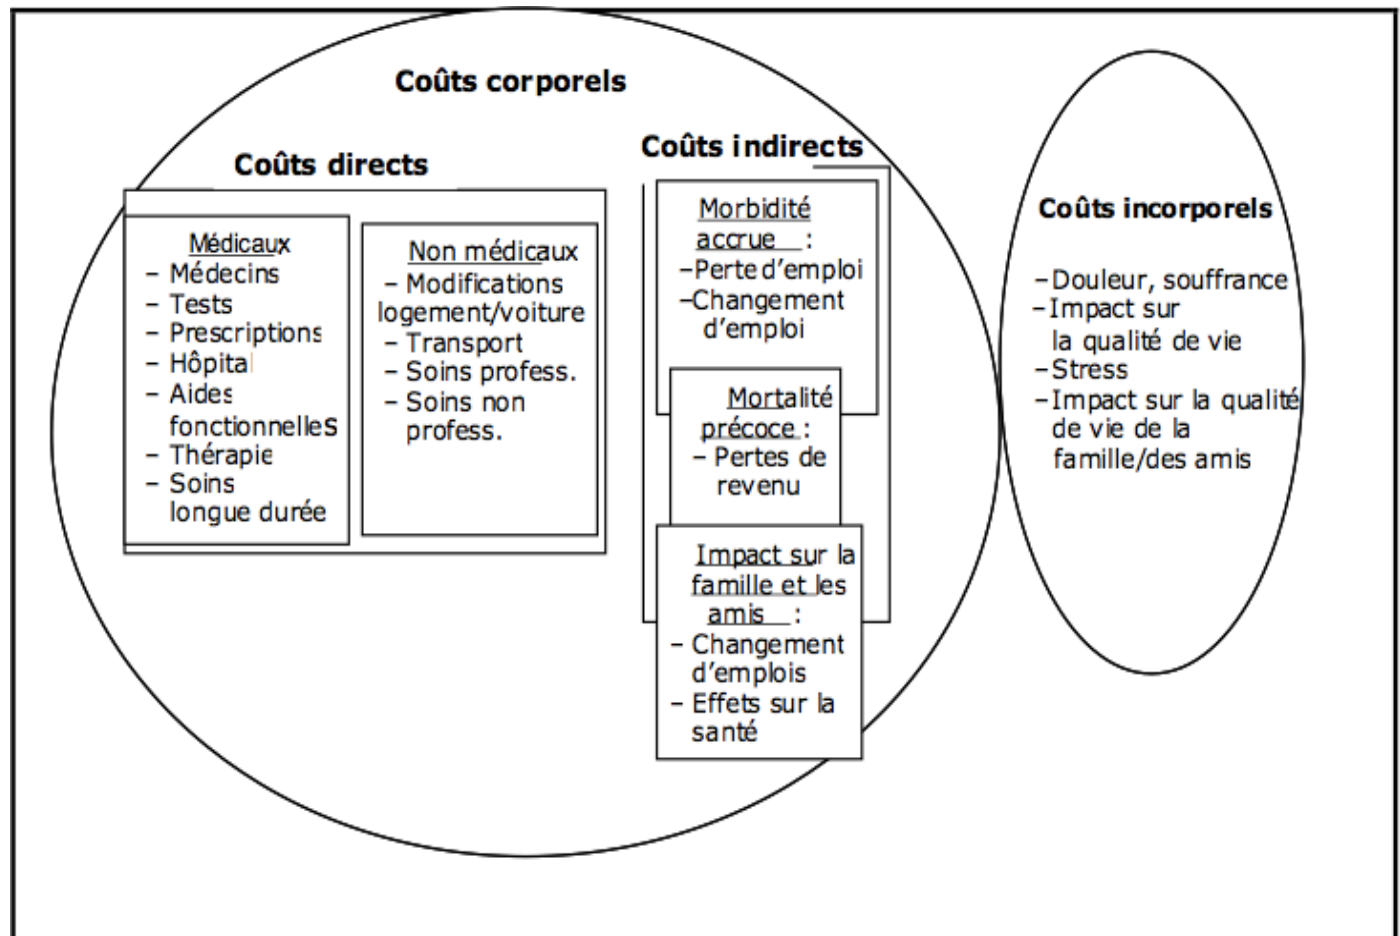 Coûts corporels
Coûts directs
Médicaux
– Médecins
– Tests
– Prescriptions
– Hôpital
– Aides
fonctionnelles
– Thérapie
– Soins
longue durée
Non médicaux
– Modifications
logement/voiture
– Transport
– Soins profess.
– Soins non
profess.
Coûts indirects
Morbidité
accrue :
– Perte d'emploi
– Changement
d'emploi
Mortalité
précoce :
– Pertes de
revenu
Impact sur la
famille et les
amis :
– Changement
d'emplois
– Effets sur la
santé
Coûts incorporels
– Douleur, souffrance
– Impact sur
la qualité de vie
– Stress
– Impact sur la qualité
de vie de la
famille/des amis